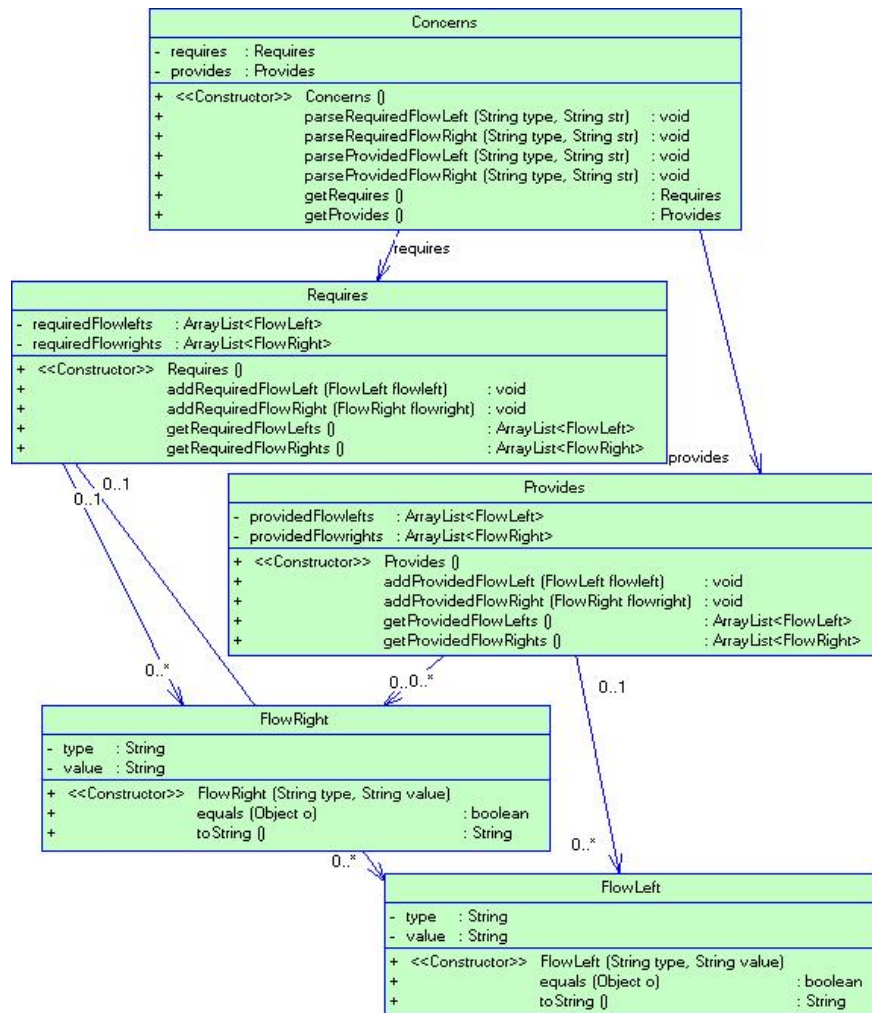 Concerns
- requires : Requires
- provides : Provides
+ <<Constructor>> Concerns ()
+ parseRequiredFlowLeft (String type, String str) : void
+ parseRequiredFlowRight (String type, String str) : void
+ parseProvidedFlowLeft (String type, String str) : void
+ parseProvidedFlowRight (String type, String str) : void
+ getRequires () : Requires
+ getProvides () : Provides
requires
Requires
- requiredFlowlefts : ArrayList<FlowLeft>
- requiredFlowrights : ArrayList<FlowRight>
+ <<Constructor>> Requires ()
+ addRequiredFlowLeft (FlowLeft flowleft) : void
+ addRequiredFlowRight (FlowRight flowright) : void
+ getRequiredFlowLefts () : ArrayList<FlowLeft>
+ getRequiredFlowRights () : ArrayList<FlowRight>
provides
0..1
0..1
Provides
- providedFlowlefts : ArrayList<FlowLeft>
- providedFlowrights : ArrayList<FlowRight>
+ <<Constructor>> Provides ()
+ addProvidedFlowLeft (FlowLeft flowleft) : void
+ addProvidedFlowRight (FlowRight flowright) : void
+ getProvidedFlowLefts () : ArrayList<FlowLeft>
+ getProvidedFlowRights () : ArrayList<FlowRight>
0..*
0..0..*
0..1
FlowRight
- type : String
- value : String
+ <<Constructor>> FlowRight (String type, String value)
+ equals (Object o) : boolean
+ toString () : String
0..*
0..*
FlowLeft
- type : String
- value : String
+ <<Constructor>> FlowLeft (String type, String value)
+ equals (Object o) : boolean
+ toString () : String